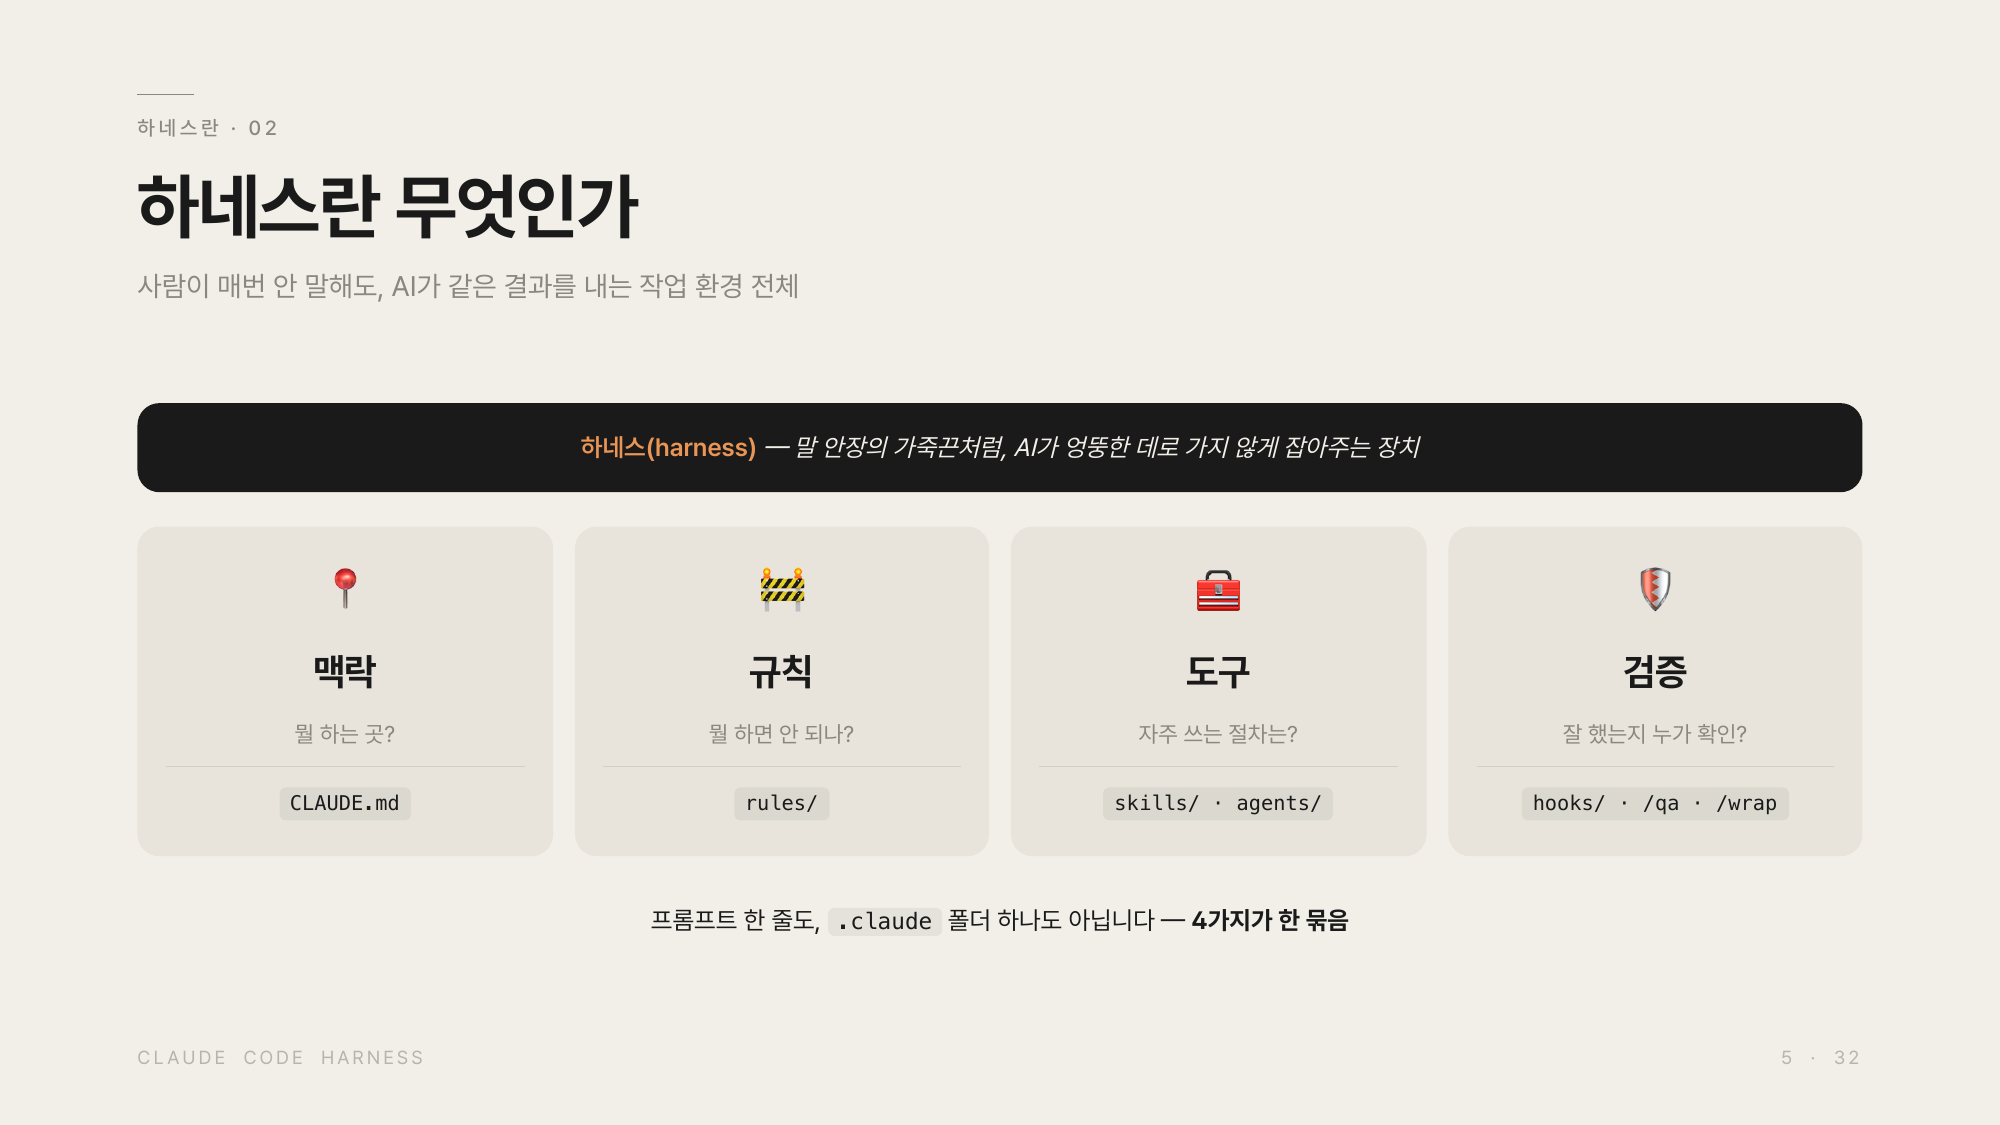 하네스란 · 02
하네스란 무엇인가
사람이 매번 안 말해도, AI가 같은 결과를 내는 작업 환경 전체
하네스(harness) — 말 안장의 가죽끈처럼, AI가 엉뚱한 데로 가지 않게 잡아주는 장치
맥락
뭘 하는 곳?
CLAUDE.md
규칙
뭘 하면 안 되나?
rules/
도구
자주 쓰는 절차는?
skills/ · agents/
검증
잘 했는지 누가 확인?
hooks/ · /qa · /wrap
프롬프트 한 줄도, .claude 폴더 하나도 아닙니다 — 4가지가 한 묶음
CLAUDE CODE HARNESS
5 · 32